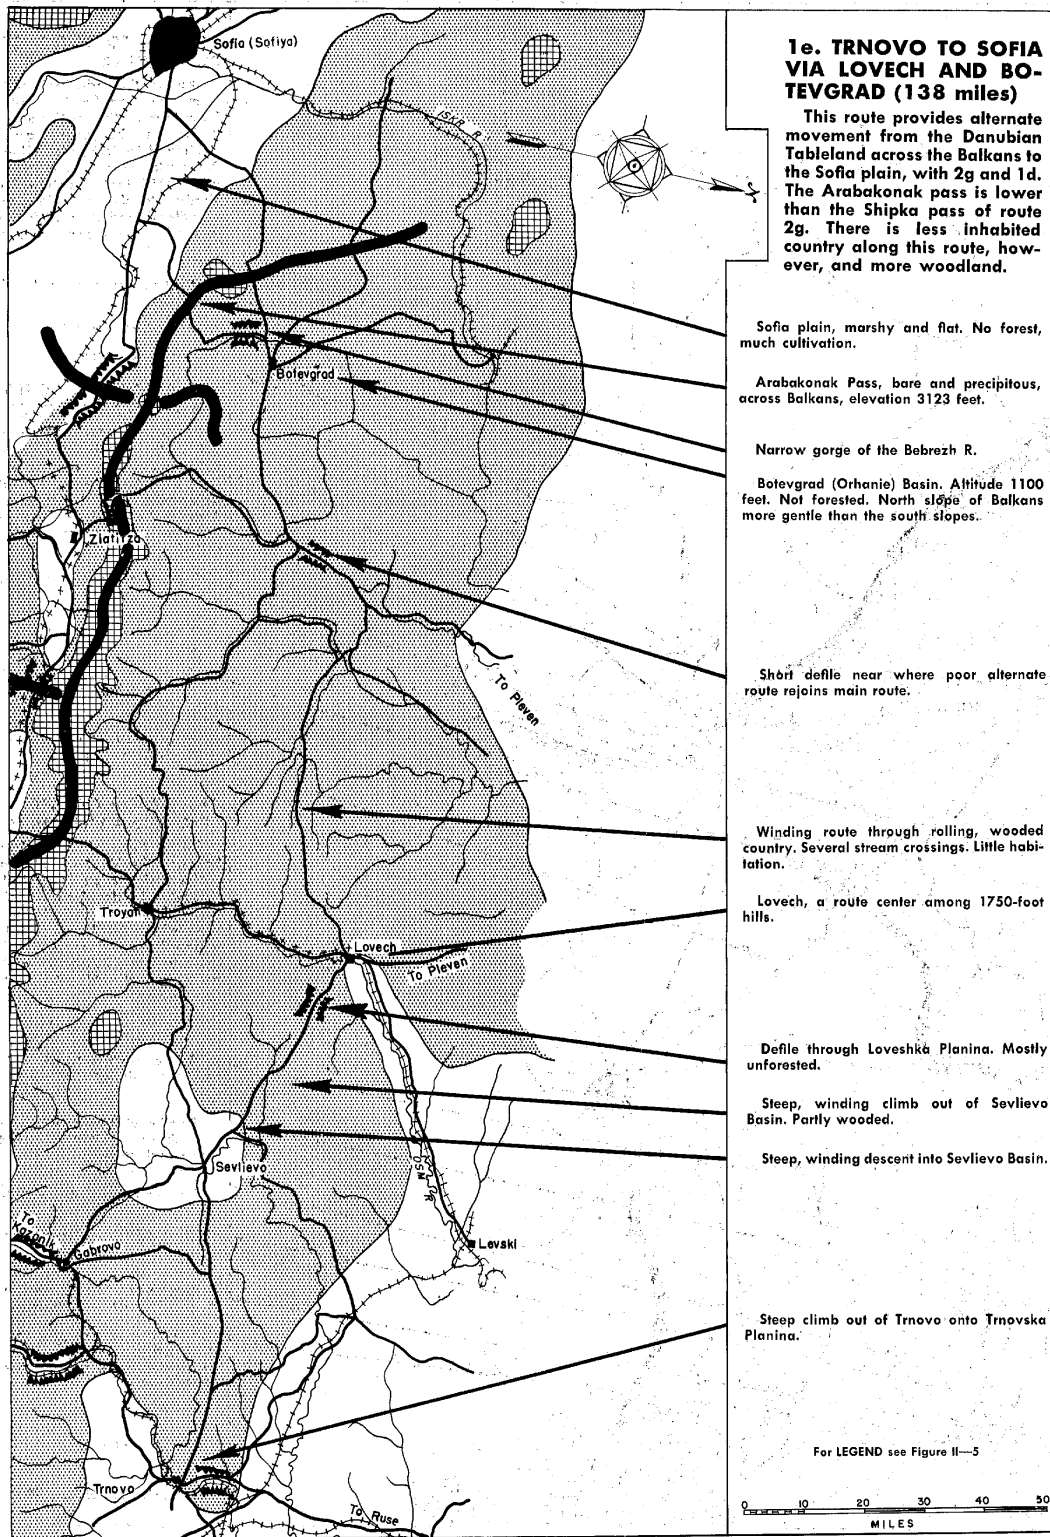 1e. TRNOVO TO SOFIA
VIA LOVECH AND BO-
TEVGRAD (138 miles)
This route provides alternate
movement from the Danubian
Tableland across the Balkans to
the Sofia plain, with 2g and 1d.
The Arabakonak pass is lower
than the Shipka pass of route
2g. There is less inhabited
country along this route, how-
ever, and more woodland.
Sofia plain, marshy and flat. No forest,
much cultivation.
Arabakonak Pass, bare and precipitous,
across Balkans, elevation 3123 feet.
Narrow gorge of the Bebrezh R.
Botevgrad (Orhanie) Basin. Altitude 1100
feet. Not forested. North slope of Balkans
more gentle than the south slopes.
Short defile near where poor alternate
route rejoins main route.
Winding route through rolling, wooded
country. Several stream crossings. Little habi-
tation.
Lovech, a route center among 1750-foot
hills.
Defile through Loveshka Planina. Mostly
unforested.
Steep, winding climb out of Sevlievo
Basin. Partly wooded.
Steep, winding descent into Sevlievo Basin.
Steep climb out of Trnovo onto Trnovska
Planina.
For LEGEND see Figure II—5
0 10 20 30 40 50
MILES
Sofia (Sofiya)
ISKR R.
N
Botevgrad
Zlatitza
To Pleven
Troyan
Lovech
To Pleven
OSM R.
Sevlievo
To
Kazanlk
Gabrovo
Levski
Trnovo
To Ruse